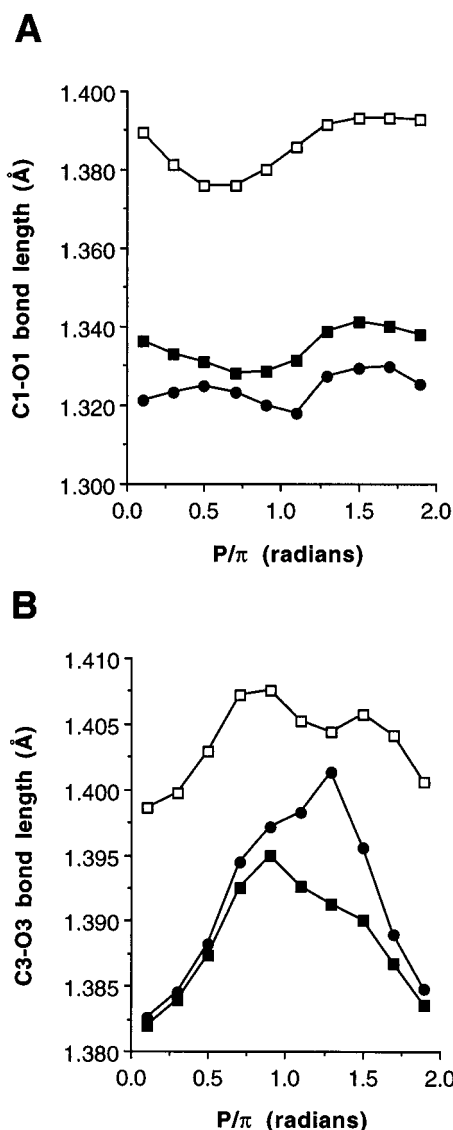 A
1.400
1.380
1.360
1.340
1.320
1.300
C1-O1 bond length (Å)
0.0 0.5 1.0 1.5 2.0
P/π (radians)
B
1.410
1.405
1.400
1.395
1.390
1.385
1.380
C3-O3 bond length (Å)
0.0 0.5 1.0 1.5 2.0
P/π (radians)